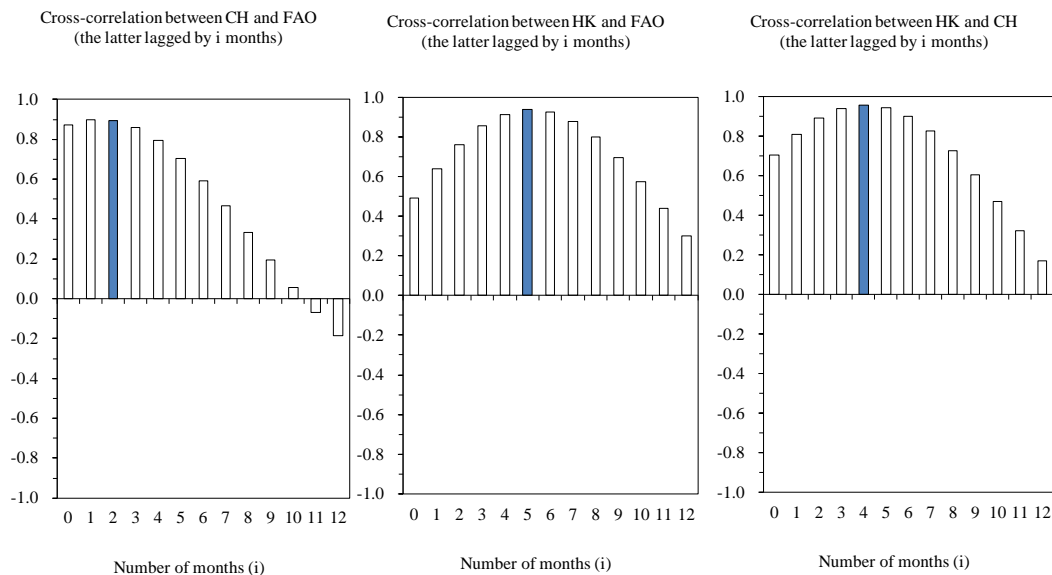 Cross-correlation between CH and FAO
(the latter lagged by i months)
1.0
0.8
0.6
0.4
0.2
0.0
-0.2
-0.4
-0.6
-0.8
-1.0
0 1 2 3 4 5 6 7 8 9 10 11 12
Number of months (i)
Cross-correlation between HK and FAO
(the latter lagged by i months)
1.0
0.8
0.6
0.4
0.2
0.0
-0.2
-0.4
-0.6
-0.8
-1.0
0 1 2 3 4 5 6 7 8 9 10 11 12
Number of months (i)
Cross-correlation between HK and CH
(the latter lagged by i months)
1.0
0.8
0.6
0.4
0.2
0.0
-0.2
-0.4
-0.6
-0.8
-1.0
0 1 2 3 4 5 6 7 8 9 10 11 12
Number of months (i)